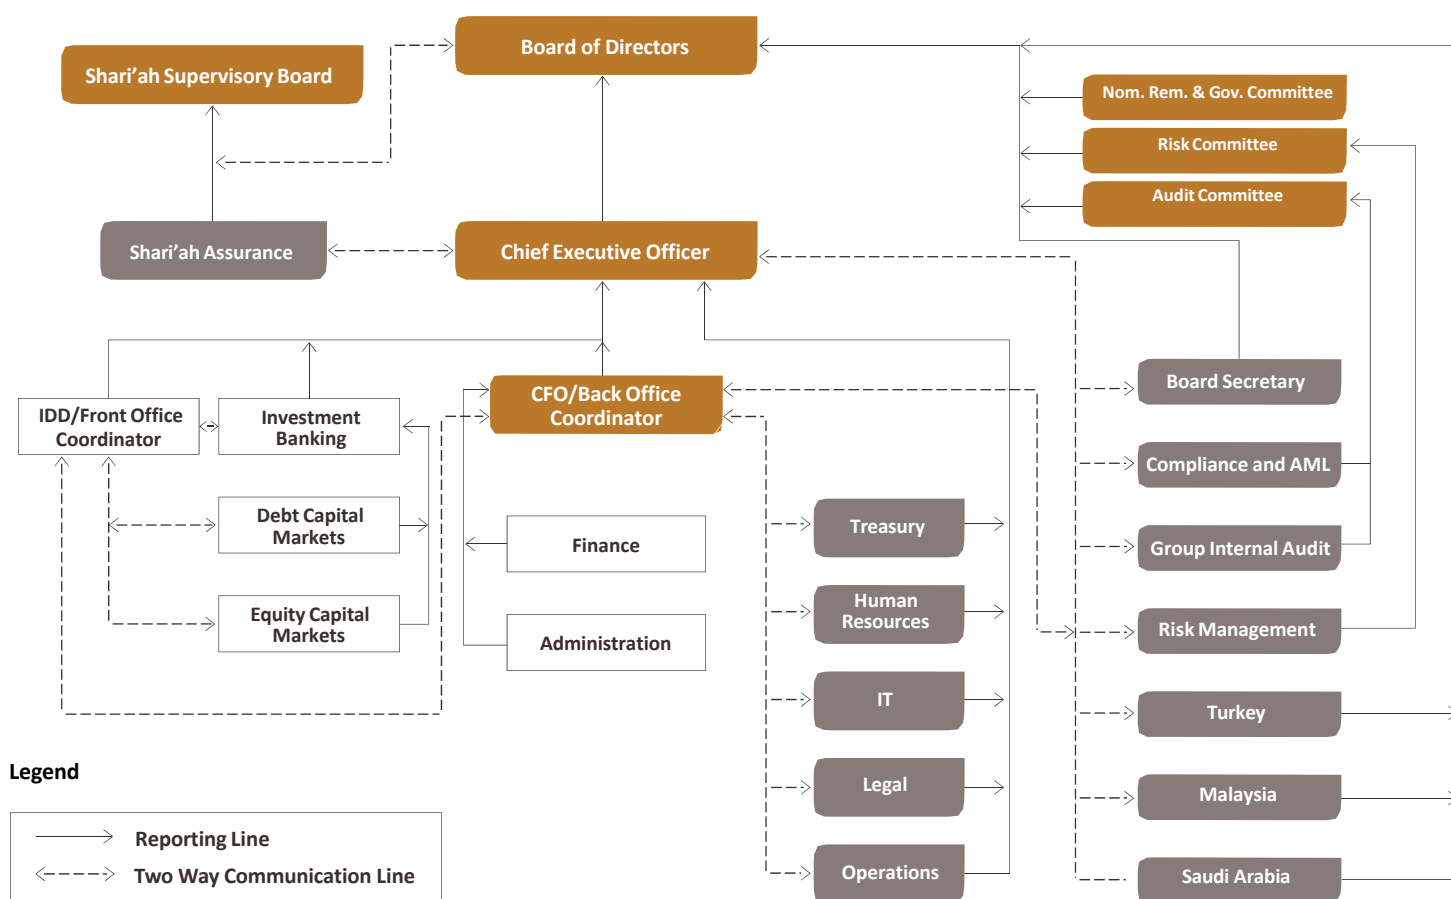 Board of Directors
Shari’ah Supervisory Board
Nom. Rem. & Gov. Committee
Risk Committee
Audit Committee
Shari’ah Assurance
Chief Executive Officer
Board Secretary
CFO/Back Office
Coordinator
IDD/Front Office
Coordinator
Investment
Banking
Compliance and AML
Debt Capital
Markets
Finance
Treasury
Group Internal Audit
Equity Capital
Markets
Administration
Human
Resources
Risk Management
IT
Turkey
Legend
Legal
Malaysia
Reporting Line
Two Way Communication Line
Operations
Saudi Arabia